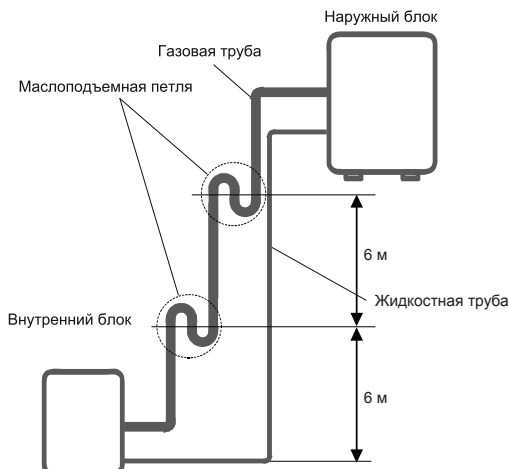 Наружный блок
Газовая труба
Маслоподъемная петля
6 м
Жидкостная труба
Внутренний блок
6 м